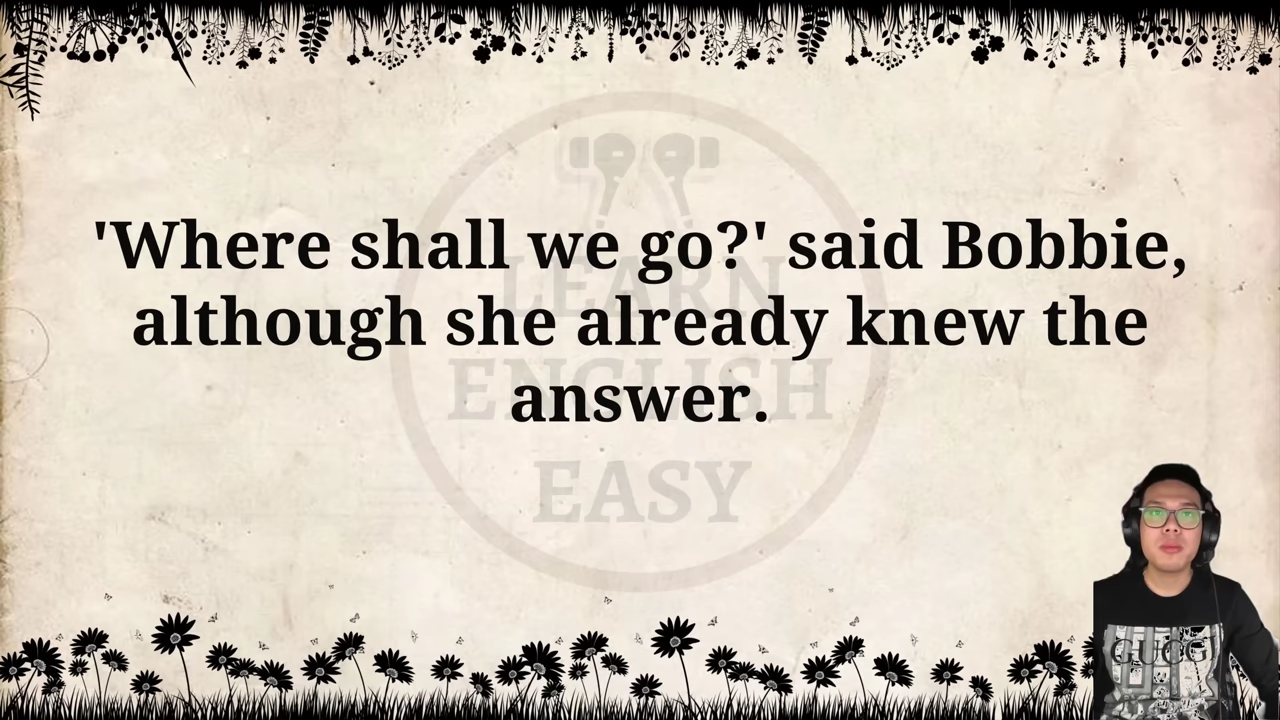 'Where shall we go?' said Bobbie,
although she already knew the
answer.
LEARN
ENGLISH
EASY
GUCCI